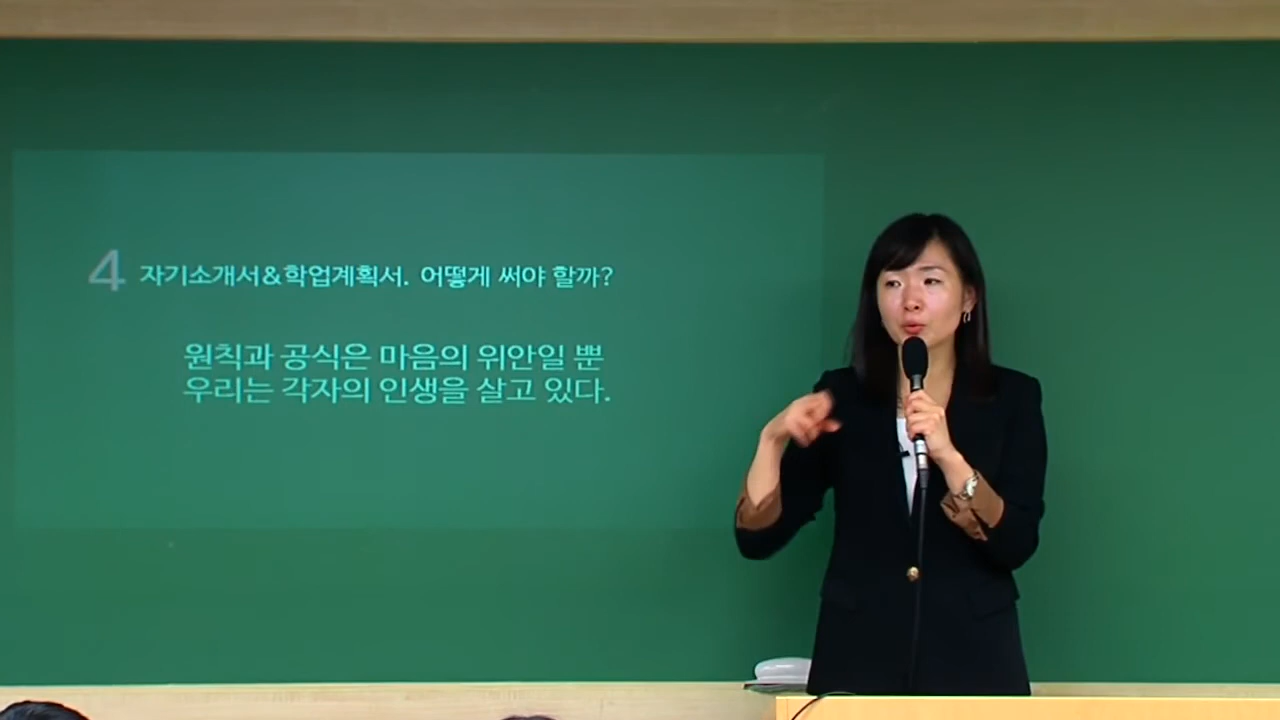 4 자기소개서&학업계획서. 어떻게 써야 할까?
원칙과 공식은 마음의 위안일 뿐
우리는 각자의 인생을 살고 있다.